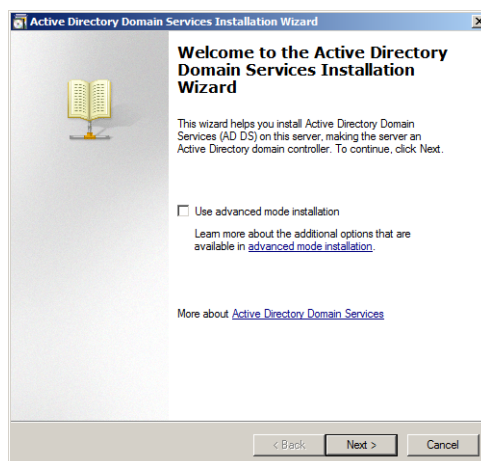 Active Directory Domain Services Installation Wizard
Welcome to the Active Directory
Domain Services Installation
Wizard
This wizard helps you install Active Directory Domain
Services (AD DS) on this server, making the server an
Active Directory domain controller. To continue, click Next.
Use advanced mode installation
Learn more about the additional options that are
available in advanced mode installation.
More about Active Directory Domain Services
< Back
Next >
Cancel